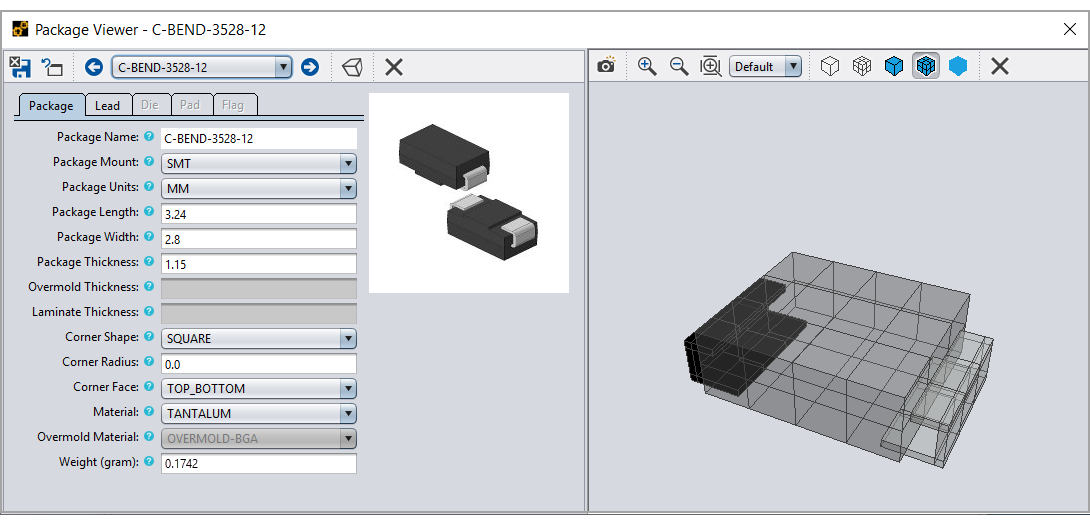 Package Viewer - C-BEND-3528-12
C-BEND-3528-12
Default
Package Lead Die Pad Flag
Package Name: ? C-BEND-3528-12
Package Mount: ? SMT
Package Units: ? MM
Package Length: ? 3.24
Package Width: ? 2.8
Package Thickness: ? 1.15
Overmold Thickness: ?
Laminate Thickness: ?
Corner Shape: ? SQUARE
Corner Radius: ? 0.0
Corner Face: ? TOP_BOTTOM
Material: ? TANTALUM
Overmold Material: ? OVERMOLD-BGA
Weight (gram): ? 0.1742